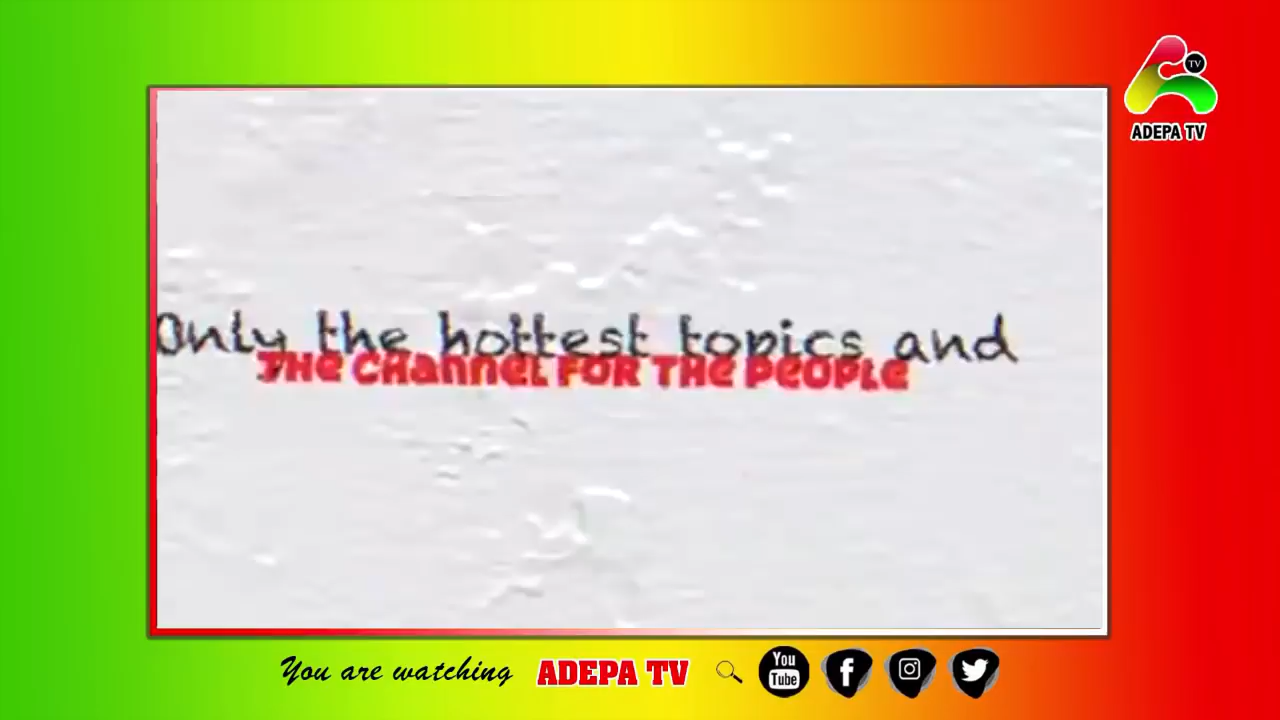 TV
ADEPA TV
Only the hottest topics and
THE CHANNEL FOR THE PEOPLE
You are watching ADEPA TV You Tube